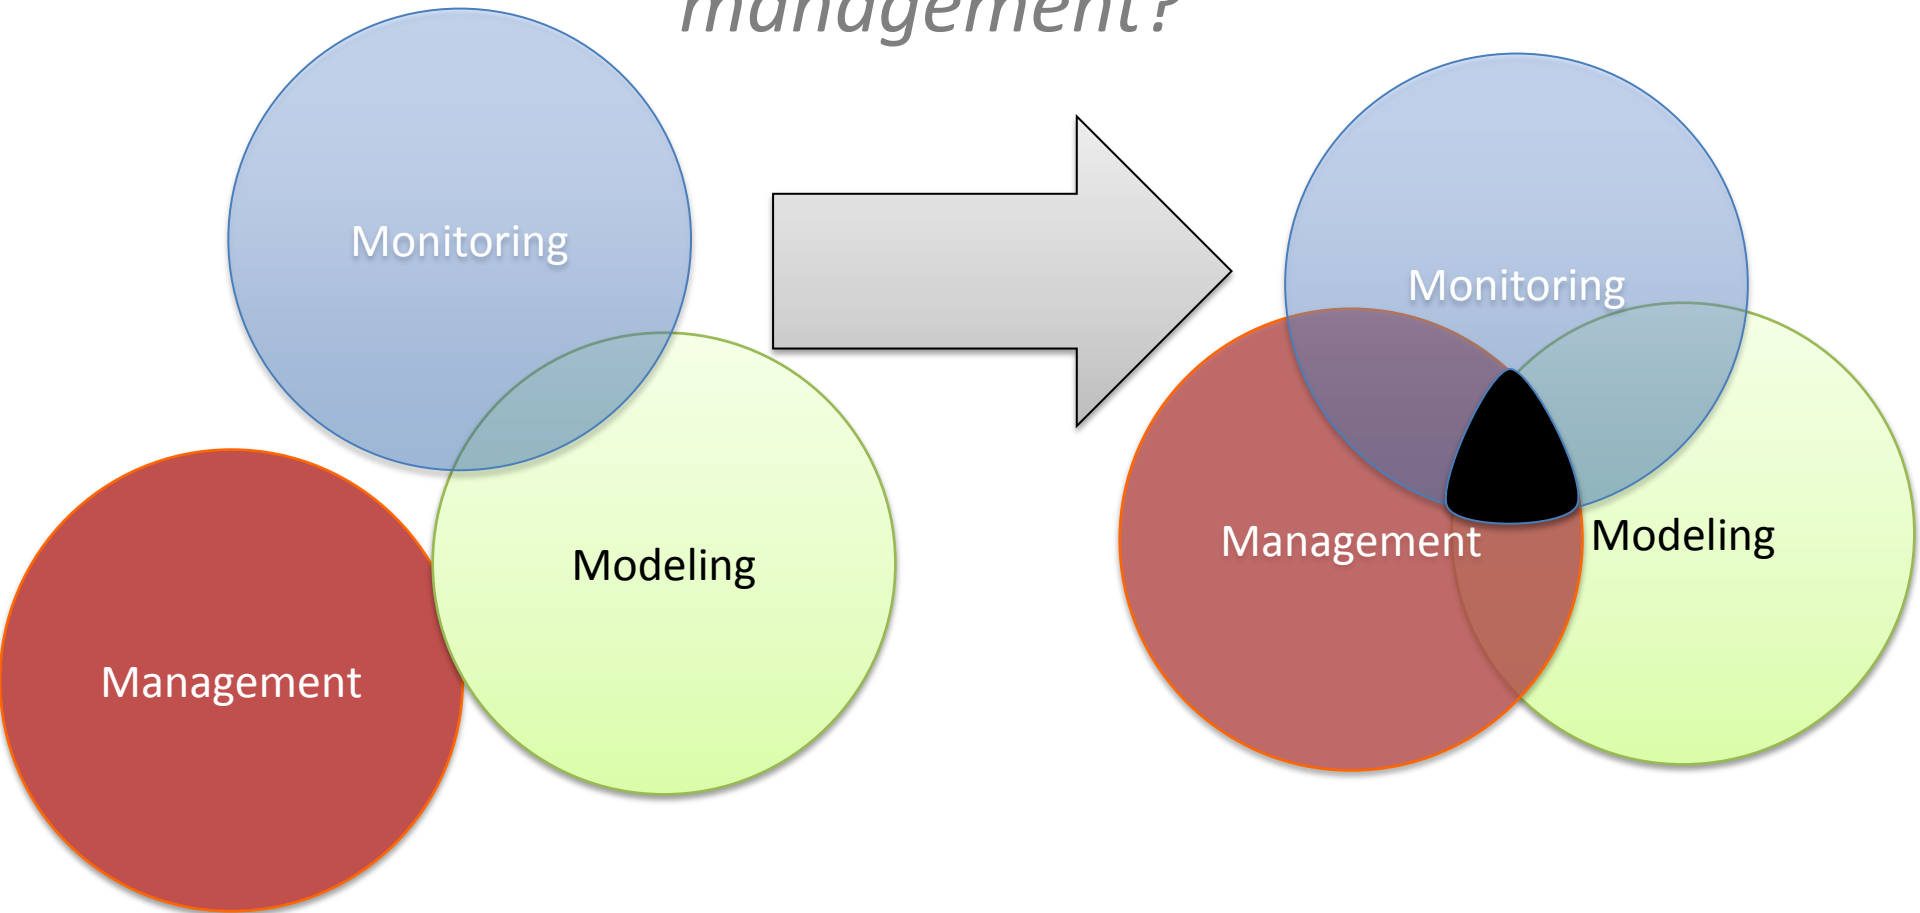 management?
Monitoring
Modeling
Management
Monitoring
Management
Modeling